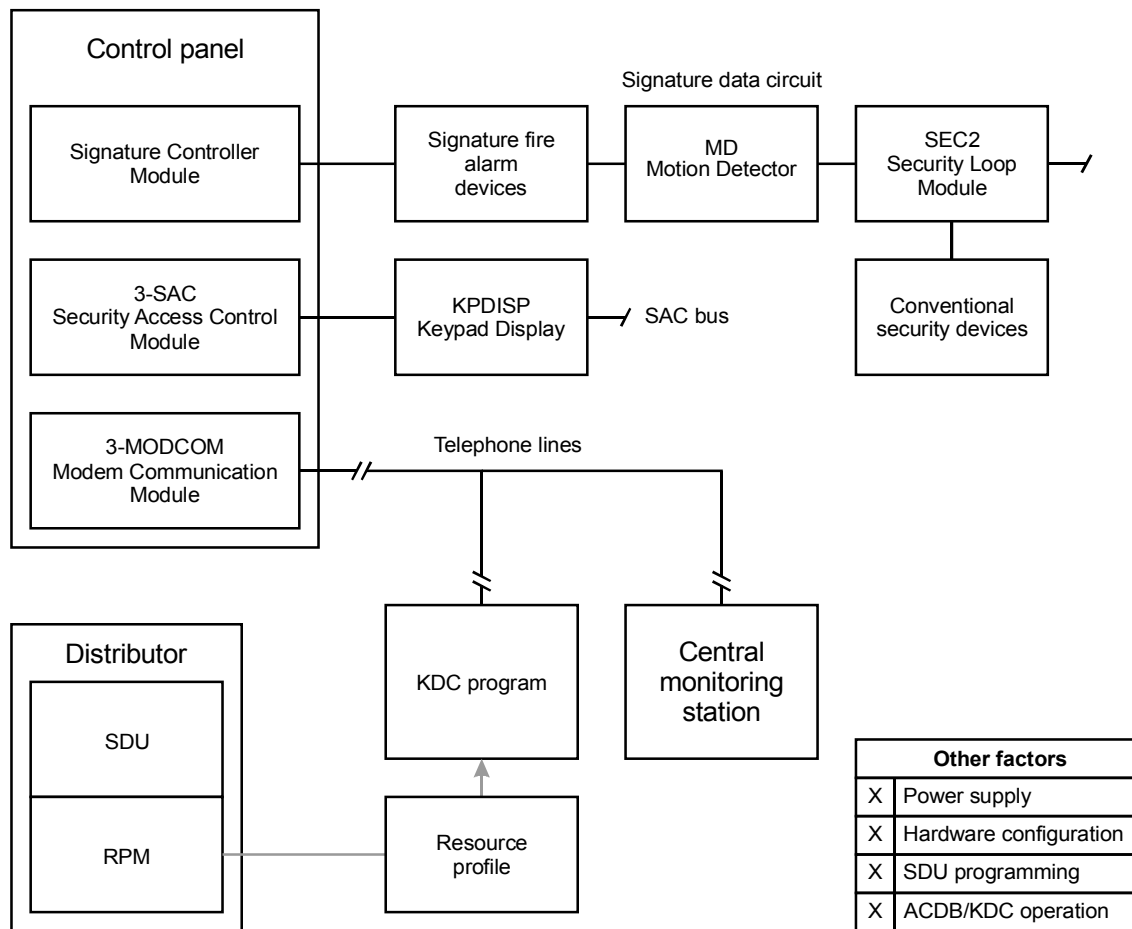 Control panel
Signature data circuit
Signature Controller
Module
Signature fire
alarm
devices
MD
Motion Detector
SEC2
Security Loop
Module
3-SAC
Security Access Control
Module
KPDISP
Keypad Display
SAC bus
Conventional
security devices
3-MODCOM
Modem Communication
Module
Telephone lines
Distributor
SDU
RPM
KDC program
Central
monitoring
station
Resource
profile
Other factors
X Power supply
X Hardware configuration
X SDU programming
X ACDB/KDC operation